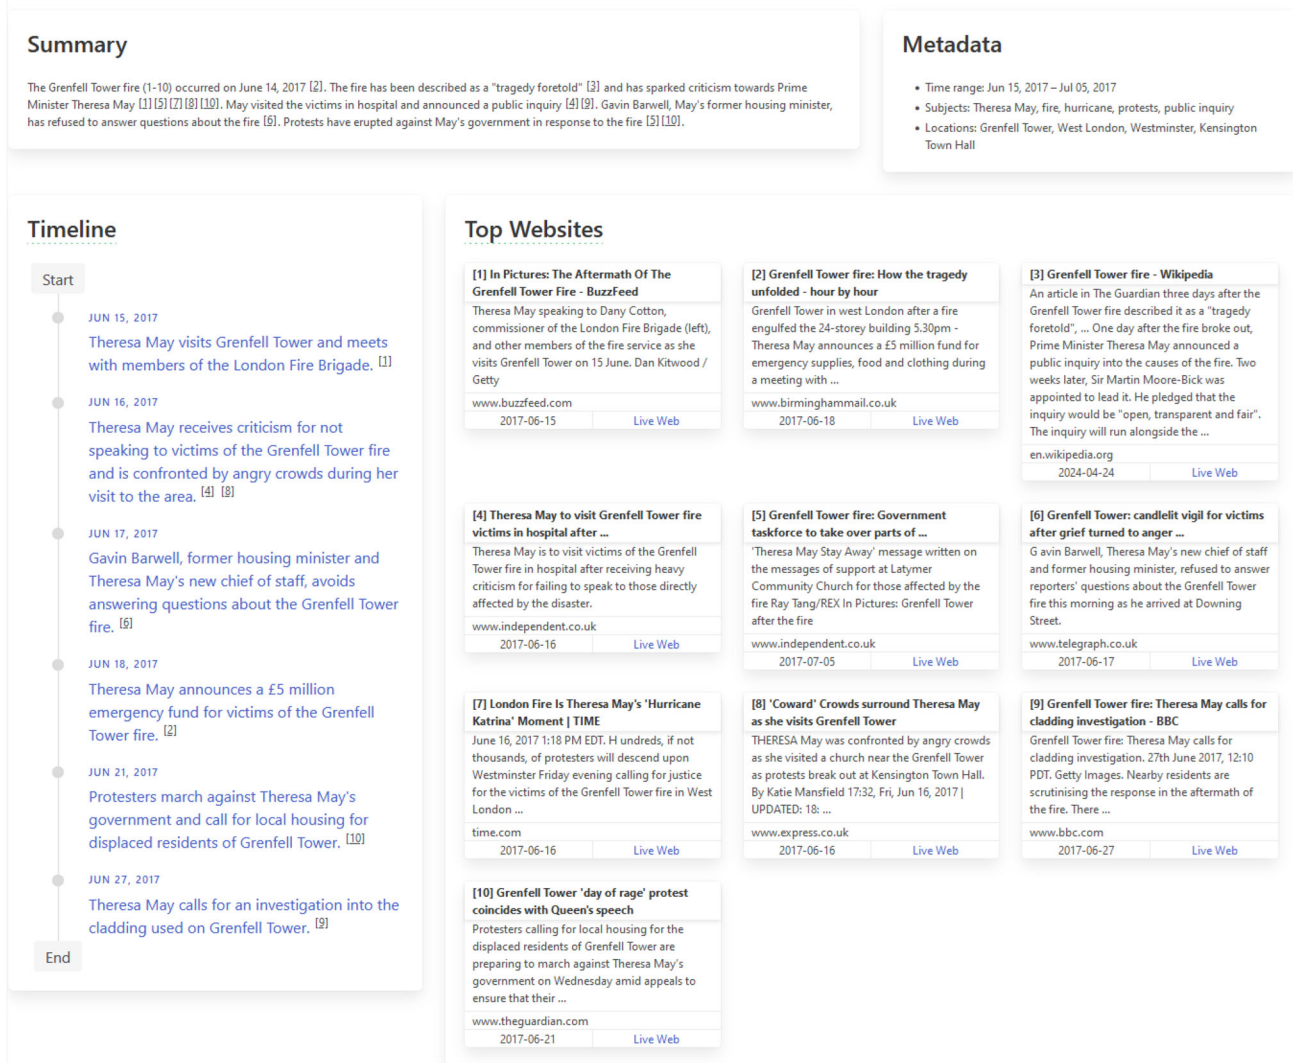 Summary
The Grenfell Tower fire (1-10) occurred on June 14, 2017 [2]. The fire has been described as a "tragedy foretold" [3] and has sparked criticism towards Prime
Minister Theresa May [1][5][7][8][10]. May visited the victims in hospital and announced a public inquiry [4][9]. Gavin Barwell, May's former housing minister,
has refused to answer questions about the fire [6]. Protests have erupted against May's government in response to the fire [5][10].
Metadata
• Time range: Jun 15, 2017 – Jul 05, 2017
• Subjects: Theresa May, fire, hurricane, protests, public inquiry
• Locations: Grenfell Tower, West London, Westminster, Kensington
Town Hall
Timeline
Start
JUN 15, 2017
Theresa May visits Grenfell Tower and meets
with members of the London Fire Brigade. [1]
JUN 16, 2017
Theresa May receives criticism for not
speaking to victims of the Grenfell Tower fire
and is confronted by angry crowds during her
visit to the area. [4] [8]
JUN 17, 2017
Gavin Barwell, former housing minister and
Theresa May's new chief of staff, avoids
answering questions about the Grenfell Tower
fire. [6]
JUN 18, 2017
Theresa May announces a £5 million
emergency fund for victims of the Grenfell
Tower fire. [2]
JUN 21, 2017
Protesters march against Theresa May's
government and call for local housing for
displaced residents of Grenfell Tower. [10]
JUN 27, 2017
Theresa May calls for an investigation into the
cladding used on Grenfell Tower. [9]
End
Top Websites
[1] In Pictures: The Aftermath Of The
Grenfell Tower Fire - BuzzFeed
Theresa May speaking to Dany Cotton,
commissioner of the London Fire Brigade (left),
and other members of the fire service as she
visits Grenfell Tower on 15 June. Dan Kitwood /
Getty
www.buzzfeed.com
2017-06-15
Live Web
[2] Grenfell Tower fire: How the tragedy
unfolded - hour by hour
Grenfell Tower in west London after a fire
engulfed the 24-storey building 5.30pm -
Theresa May announces a £5 million fund for
emergency supplies, food and clothing during
a meeting with ...
www.birminghammail.co.uk
2017-06-18
Live Web
[3] Grenfell Tower fire - Wikipedia
An article in The Guardian three days after the
Grenfell Tower fire described it as a "tragedy
foretold", ... One day after the fire broke out,
Prime Minister Theresa May announced a
public inquiry into the causes of the fire. Two
weeks later, Sir Martin Moore-Bick was
appointed to lead it. He pledged that the
inquiry would be "open, transparent and fair".
The inquiry will run alongside the ...
en.wikipedia.org
2024-04-24
Live Web
[4] Theresa May to visit Grenfell Tower fire
victims in hospital after ...
Theresa May is to visit victims of the Grenfell
Tower fire in hospital after receiving heavy
criticism for failing to speak to those directly
affected by the disaster.
www.independent.co.uk
2017-06-16
Live Web
[5] Grenfell Tower fire: Government
taskforce to take over parts of ...
'Theresa May Stay Away' message written on
the messages of support at Latymer
Community Church for those affected by the
fire Ray Tang/REX In Pictures: Grenfell Tower
after the fire
www.independent.co.uk
2017-07-05
Live Web
[6] Grenfell Tower: candlelit vigil for victims
after grief turned to anger ...
G avin Barwell, Theresa May's new chief of staff
and former housing minister, refused to answer
reporters' questions about the Grenfell Tower
fire this morning as he arrived at Downing
Street.
www.telegraph.co.uk
2017-06-17
Live Web
[7] London Fire Is Theresa May's 'Hurricane
Katrina' Moment | TIME
June 16, 2017 1:18 PM EDT. H undreds, if not
thousands, of protesters will descend upon
Westminster Friday evening calling for justice
for the victims of the Grenfell Tower fire in West
London ...
time.com
2017-06-16
Live Web
[8] 'Coward' Crowds surround Theresa May
as she visits Grenfell Tower
THERESA May was confronted by angry crowds
as she visited a church near the Grenfell Tower
as protests break out at Kensington Town Hall.
By Katie Mansfield 17:32, Fri, Jun 16, 2017 |
UPDATED: 18: ...
www.express.co.uk
2017-06-16
Live Web
[9] Grenfell Tower fire: Theresa May calls for
cladding investigation - BBC
Grenfell Tower fire: Theresa May calls for
cladding investigation. 27th June 2017, 12:10
PDT. Getty Images. Nearby residents are
scrutinising the response in the aftermath of
the fire. There ...
www.bbc.com
2017-06-27
Live Web
[10] Grenfell Tower 'day of rage' protest
coincides with Queen's speech
Protesters calling for local housing for the
displaced residents of Grenfell Tower are
preparing to march against Theresa May's
government on Wednesday amid appeals to
ensure that their ...
www.theguardian.com
2017-06-21
Live Web